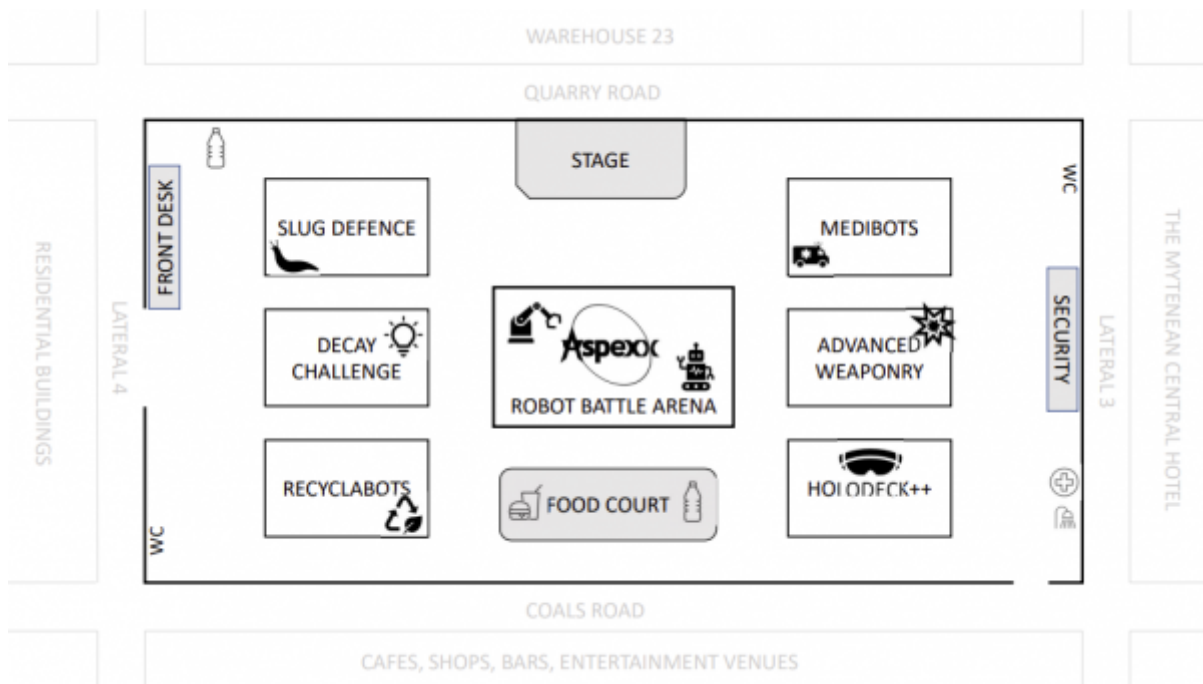 WAREHOUSE 23
QUARRY ROAD
STAGE
WC
FRONT DESK
SLUG DEFENCE
MEDIBOTS
RESIDENTIAL BUILDINGS
LATERAL 4
DECAY
CHALLENGE
Aspexx
ROBOT BATTLE ARENA
ADVANCED
WEAPONRY
SECURITY
LATERAL 3
THE MYTENEAN CENTRAL HOTEL
RECYCLABOTS
FOOD COURT
HOLODECK++
WC
COALS ROAD
CAFES, SHOPS, BARS, ENTERTAINMENT VENUES